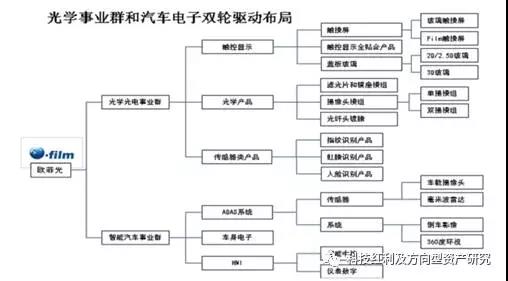 光学事业群和汽车电子双轮驱动布局
O-film
欧菲光
光学光电事业群
触控显示
触摸屏
玻璃触摸屏
Film触摸屏
触控显示全贴合产品
盖板玻璃
2D/2.5D玻璃
3D玻璃
光学产品
滤光片和镜座模组
摄像头模组
单摄模组
双摄模组
光纤头镀膜
传感器类产品
指纹识别产品
虹膜识别产品
人脸识别产品
智能汽车事业群
ADAS系统
传感器
车载摄像头
毫米波雷达
系统
倒车影像
360度环视
车身电子
HMI
仪表数字
科技红利及方向型资产研究